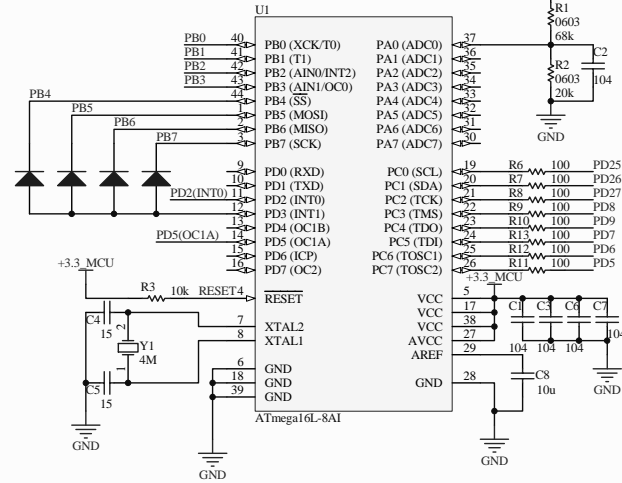 U1
R1
0603
68k
C2
104
R2
0603
20k
GND
PB0
40
PB0 (XCK/T0)
PA0 (ADC0)
37
PB1
41
PB1 (T1)
PA1 (ADC1)
36
PB2
42
PB2 (AIN0/INT2)
PA2 (ADC2)
35
PB3
43
PB3 (AIN1/OC0)
PA3 (ADC3)
34
PB4
44
PB4 (SS)
PA4 (ADC4)
33
PB5
1
PB5 (MOSI)
PA5 (ADC5)
32
PB6
2
PB6 (MISO)
PA6 (ADC6)
31
PB7
3
PB7 (SCK)
PA7 (ADC7)
30
9
PD0 (RXD)
PC0 (SCL)
19
R6
100
PD25
10
PD1 (TXD)
PC1 (SDA)
20
R7
100
PD26
PD2(INT0)
11
PD2 (INT0)
PC2 (TCK)
21
R8
100
PD27
12
PD3 (INT1)
PC3 (TMS)
22
R9
100
PD8
13
PD4 (OC1B)
PC4 (TDO)
23
R10
100
PD9
PD5(OC1A)
14
PD5 (OC1A)
PC5 (TDI)
24
R13
100
PD7
15
PD6 (ICP)
PC6 (TOSC1)
25
R12
100
PD6
16
PD7 (OC2)
PC7 (TOSC2)
26
R11
100
PD5
+3.3_MCU
+3.3_MCU
R3
10k
RESET4
RESET
VCC
5
VCC
17
VCC
38
AVCC
27
AREF
29
C1
C3
C6
C7
104
104
104
104
GND
C4
15
2
Y1
4M
1
C5
15
GND
7
XTAL2
8
XTAL1
6
GND
18
GND
39
GND
GND
28
C8
10u
GND
GND
ATmega16L-8AI